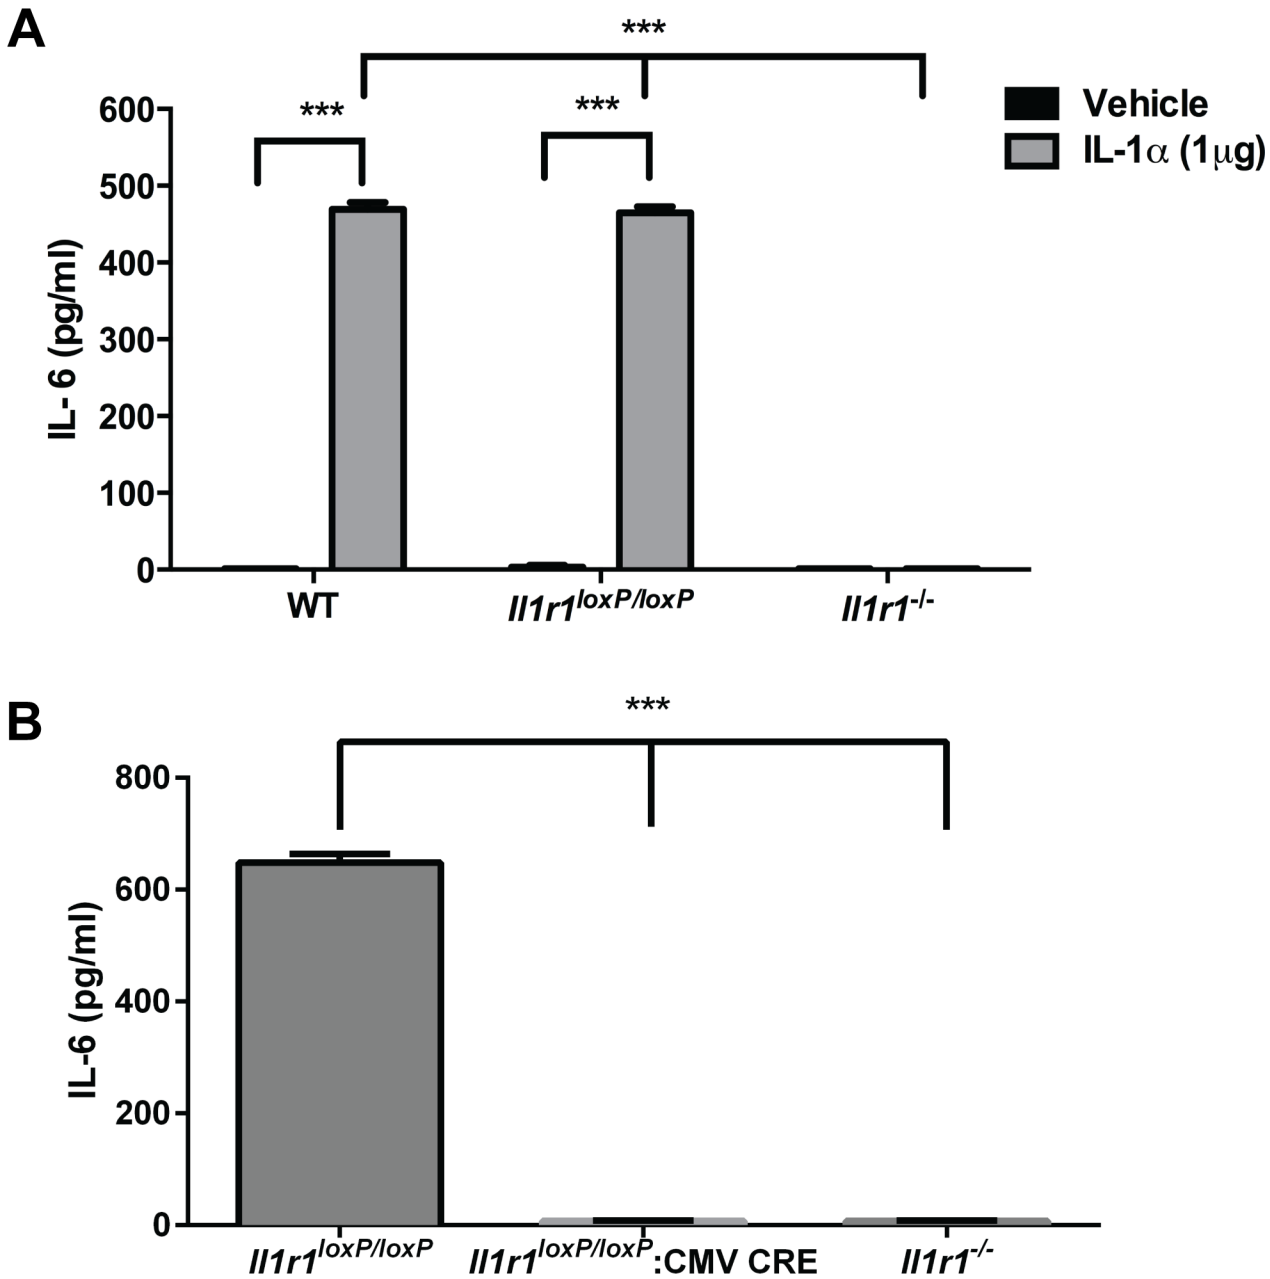 A
***
***
***
Vehicle
IL-1α (1μg)
600
500
400
300
200
100
0
IL- 6 (pg/ml)
WT
Il1r1loxP/loxP
Il1r1-/-
B
***
800
600
400
200
0
IL-6 (pg/ml)
Il1r1loxP/loxP
Il1r1loxP/loxP:CMV CRE
Il1r1-/-